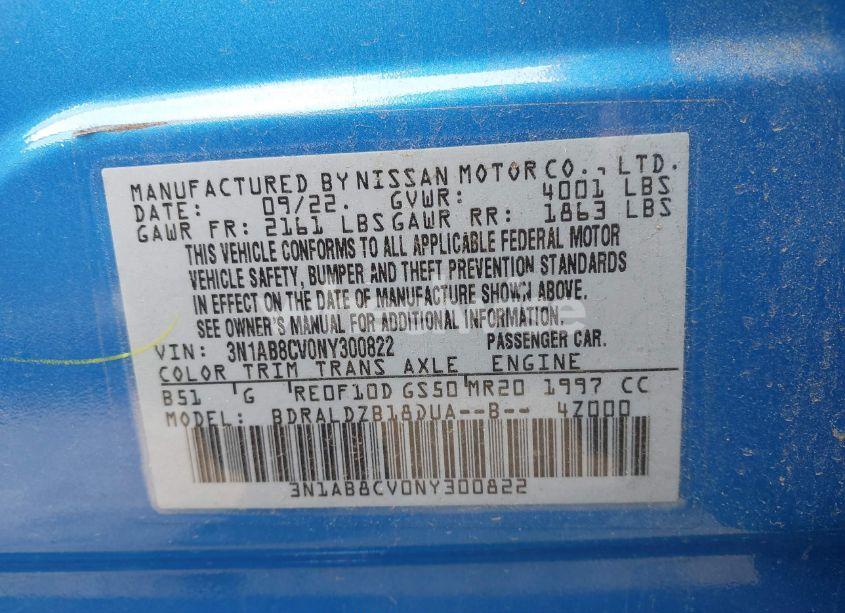 MANUFACTURED BY NISSAN MOTOR CO., LTD.
DATE: 09/22. GVWR: 4001 LBS
GAWR FR: 2161 LBS GAWR RR: 1863 LBS
THIS VEHICLE CONFORMS TO ALL APPLICABLE FEDERAL MOTOR
VEHICLE SAFETY, BUMPER AND THEFT PREVENTION STANDARDS
IN EFFECT ON THE DATE OF MANUFACTURE SHOWN ABOVE.
SEE OWNER'S MANUAL FOR ADDITIONAL INFORMATION.
VIN: 3N1AB8CV0NY300822 PASSENGER CAR.
COLOR TRIM TRANS AXLE ENGINE
B51 G RE0F10D GS50 MR20 1997 CC
MODEL: BDRALDZB18DUA--B-- 4Z000
3N1AB8CV0NY300822